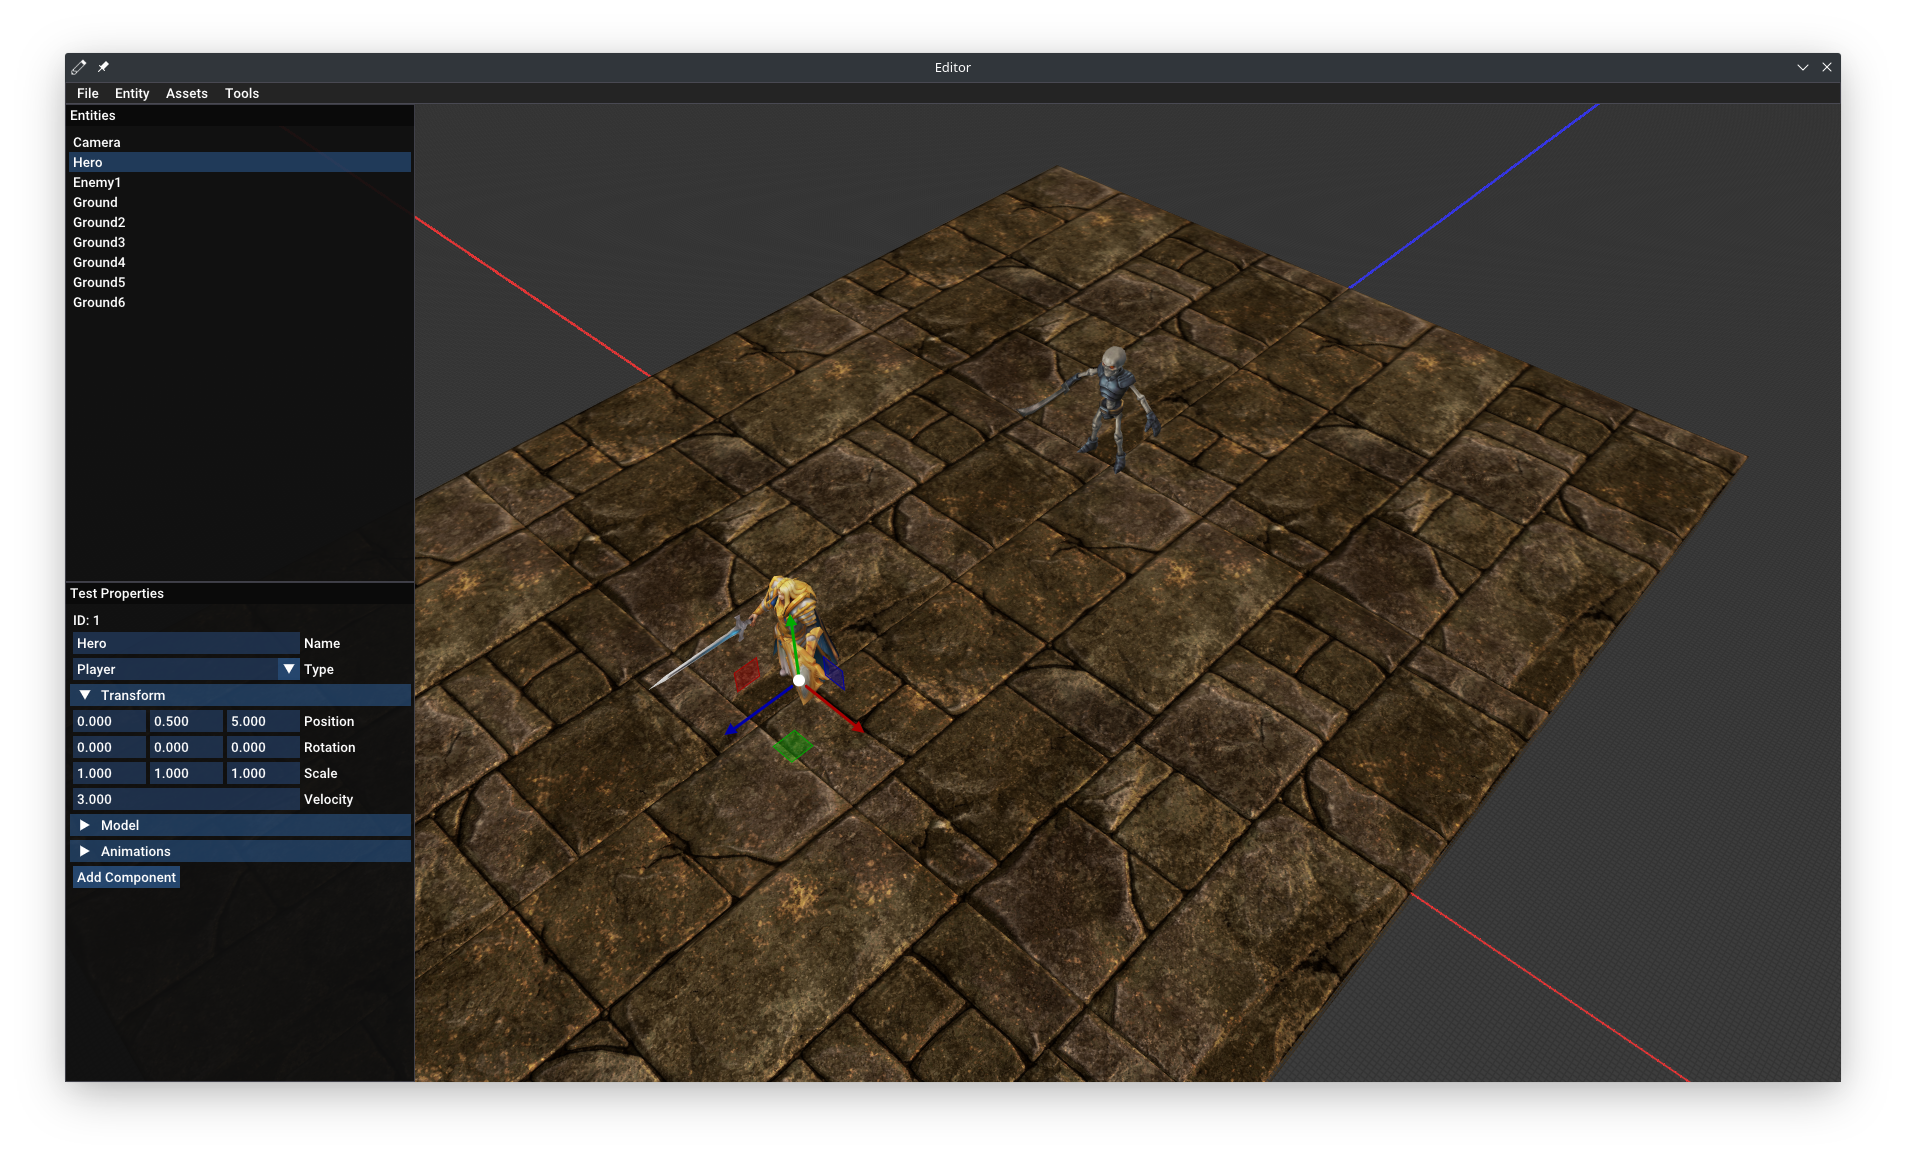 Editor
File Entity Assets Tools
Entities
Camera
Hero
Enemy1
Ground
Ground2
Ground3
Ground4
Ground5
Ground6
Test Properties
ID: 1
Hero Name
Player Type
Transform
0.000 0.500 5.000 Position
0.000 0.000 0.000 Rotation
1.000 1.000 1.000 Scale
3.000 Velocity
Model
Animations
Add Component